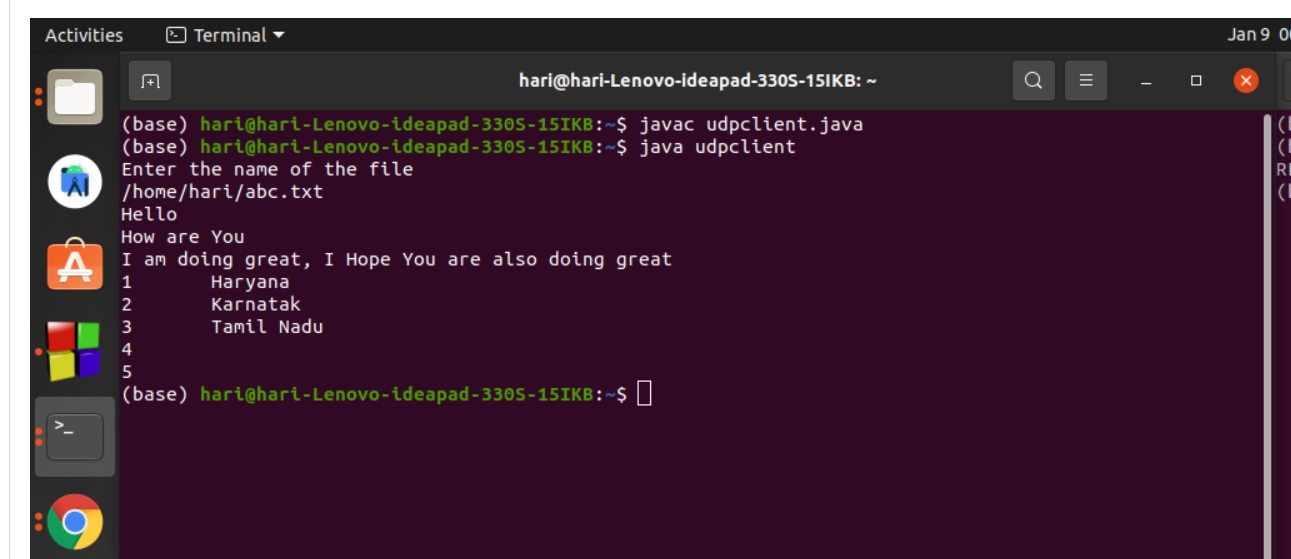 Activities Terminal Jan 9
hari@hari-Lenovo-ideapad-330S-15IKB: ~
(base) hari@hari-Lenovo-ideapad-330S-15IKB:~$ javac udpclient.java
(base) hari@hari-Lenovo-ideapad-330S-15IKB:~$ java udpclient
Enter the name of the file
/home/hari/abc.txt
Hello
How are You
I am doing great, I Hope You are also doing great
1 Haryana
2 Karnatak
3 Tamil Nadu
4
5
(base) hari@hari-Lenovo-ideapad-330S-15IKB:~$